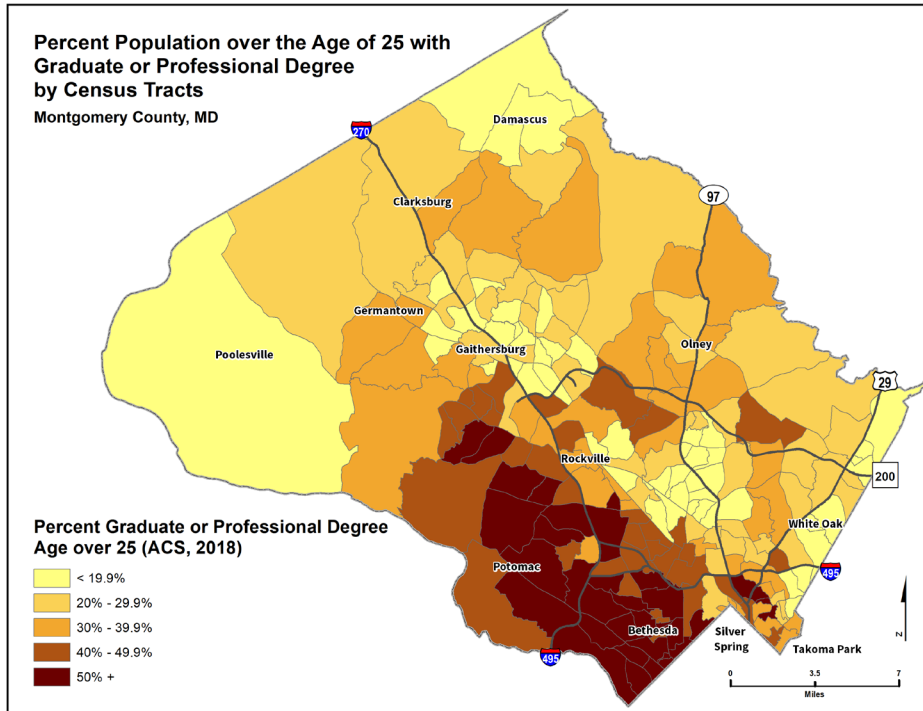 Percent Population over the Age of 25 with
Graduate or Professional Degree
by Census Tracts
Montgomery County, MD
Damascus
270
97
Clarksburg
Germantown
Olney
Gaithersburg
Poolesville
29
Rockville
200
White Oak
Potomac
495
Bethesda
Silver
Spring
Takoma Park
495
Percent Graduate or Professional Degree
Age over 25 (ACS, 2018)
< 19.9%
20% - 29.9%
30% - 39.9%
40% - 49.9%
50% +
N
0 3.5 7
Miles